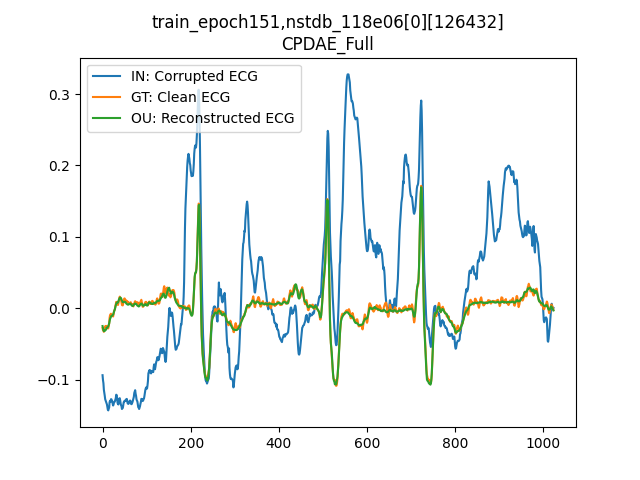 train_epoch151,nstdb_118e06[0][126432]
CPDAE_Full
IN: Corrupted ECG
GT: Clean ECG
OU: Reconstructed ECG
0.3
0.2
0.1
0.0
−0.1
0 200 400 600 800 1000